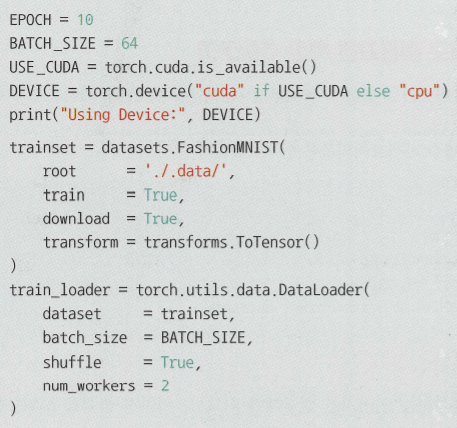 EPOCH = 10
BATCH_SIZE = 64
USE_CUDA = torch.cuda.is_available()
DEVICE = torch.device("cuda" if USE_CUDA else "cpu")
print("Using Device:", DEVICE)
trainset = datasets.FashionMNIST(
    root      = './.data/',
    train     = True,
    download  = True,
    transform = transforms.ToTensor()
)
train_loader = torch.utils.data.DataLoader(
    dataset     = trainset,
    batch_size  = BATCH_SIZE,
    shuffle     = True,
    num_workers = 2
)